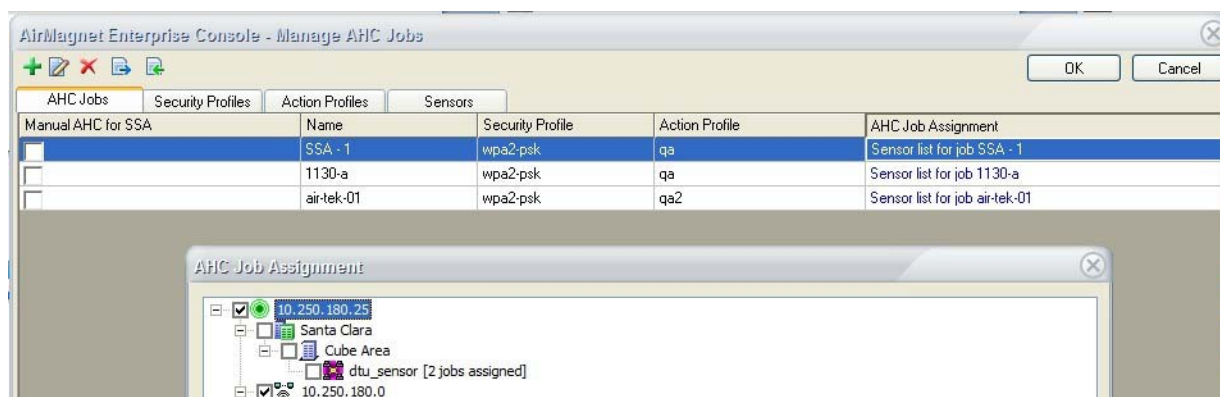 AirMagnet Enterprise Console - Manage AHC Jobs
OK Cancel
AHC Jobs Security Profiles Action Profiles Sensors
Manual AHC for SSA Name Security Profile Action Profile AHC Job Assignment
SSA - 1 wpa2-psk qa Sensor list for job SSA - 1
1130-a wpa2-psk qa Sensor list for job 1130-a
air-tek-01 wpa2-psk qa2 Sensor list for job air-tek-01
AHC Job Assignment
10.250.180.25
Santa Clara
Cube Area
dtu_sensor [2 jobs assigned]
10.250.180.0